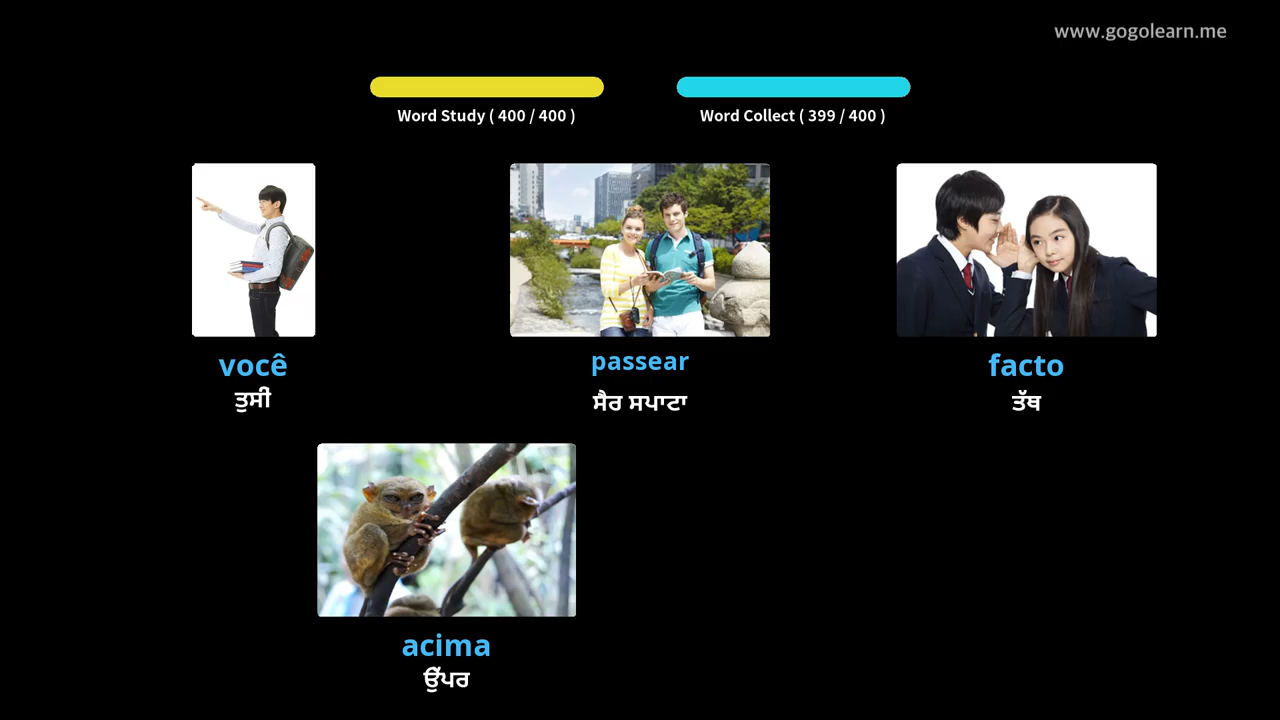 www.gogolearn.me
Word Study ( 400 / 400 )
Word Collect ( 399 / 400 )
você
ਤੁਸੀਂ
passear
ਸੈਰ ਸਪਾਟਾ
facto
ਤੱਥ
acima
ਉੱਪਰ